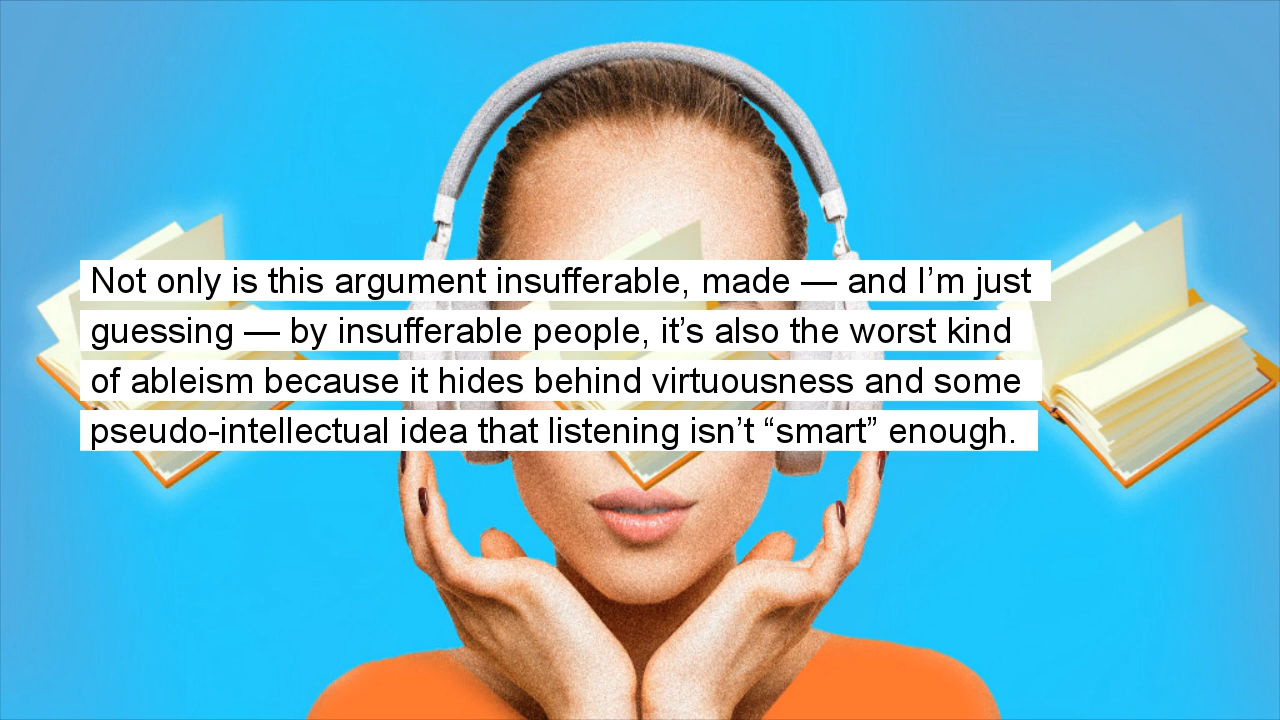 Not only is this argument insufferable, made — and I’m just
guessing — by insufferable people, it’s also the worst kind
of ableism because it hides behind virtuousness and some
pseudo-intellectual idea that listening isn’t “smart” enough.